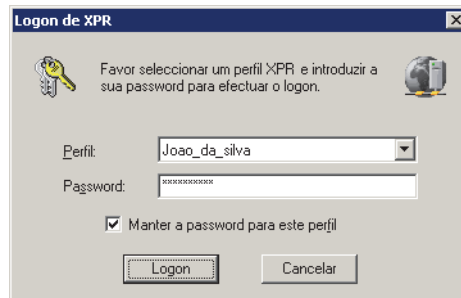 Logon de XPR
Favor seleccionar um perfil XPR e introduzir a
sua password para efectuar o logon.
Perfil: Joao_da_silva
Password: **********
Manter a password para este perfil
Logon Cancelar